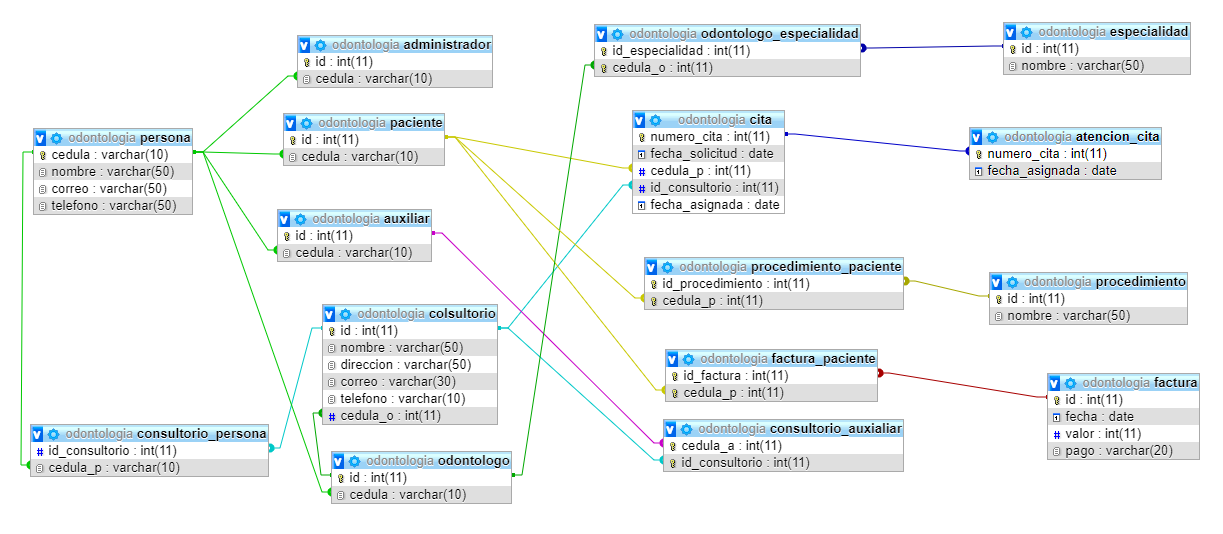 odontologia administrador
id : int(11)
cedula : varchar(10)
odontologia odontologo_especialidad
id_especialidad : int(11)
cedula_o : int(11)
odontologia especialidad
id : int(11)
nombre : varchar(50)
odontologia persona
cedula : varchar(10)
nombre : varchar(50)
correo : varchar(50)
telefono : varchar(50)
odontologia paciente
id : int(11)
cedula : varchar(10)
odontologia cita
numero_cita : int(11)
fecha_solicitud : date
cedula_p : int(11)
id_consultorio : int(11)
fecha_asignada : date
odontologia atencion_cita
numero_cita : int(11)
fecha_asignada : date
odontologia auxiliar
id : int(11)
cedula : varchar(10)
odontologia procedimiento_paciente
id_procedimiento : int(11)
cedula_p : int(11)
odontologia procedimiento
id : int(11)
nombre : varchar(50)
odontologia colsultorio
id : int(11)
nombre : varchar(50)
direccion : varchar(50)
correo : varchar(30)
telefono : varchar(10)
cedula_o : int(11)
odontologia factura_paciente
id_factura : int(11)
cedula_p : int(11)
odontologia factura
id : int(11)
fecha : date
valor : int(11)
pago : varchar(20)
odontologia consultorio_persona
id_consultorio : int(11)
cedula_p : varchar(10)
odontologia odontologo
id : int(11)
cedula : varchar(10)
odontologia consultorio_auxialiar
cedula_a : int(11)
id_consultorio : int(11)